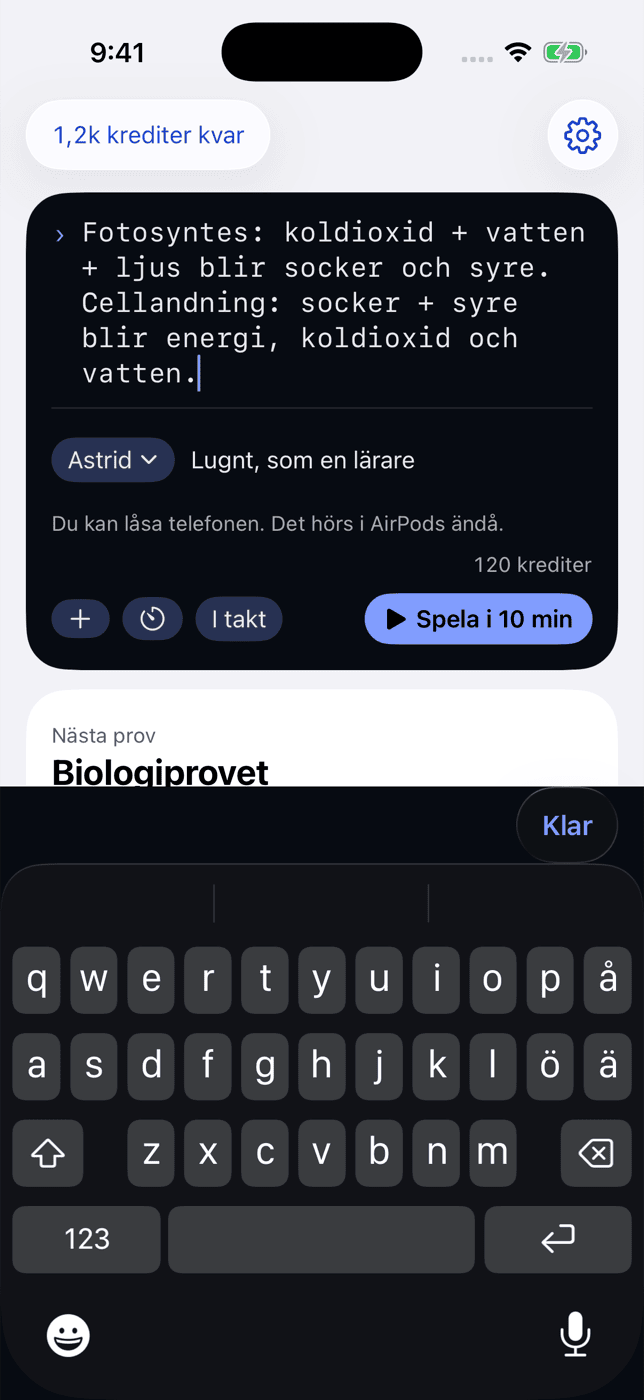 9:41
1,2k krediter kvar
› Fotosyntes: koldioxid + vatten
+ ljus blir socker och syre.
Cellandning: socker + syre
blir energi, koldioxid och
vatten.
Astrid Lugnt, som en lärare
Du kan låsa telefonen. Det hörs i AirPods ändå.
120 krediter
+ I takt Spela i 10 min
Nästa prov
Biologiprovet
Klar
q w e r t y u i o p å
a s d f g h j k l ö ä
z x c v b n m
123